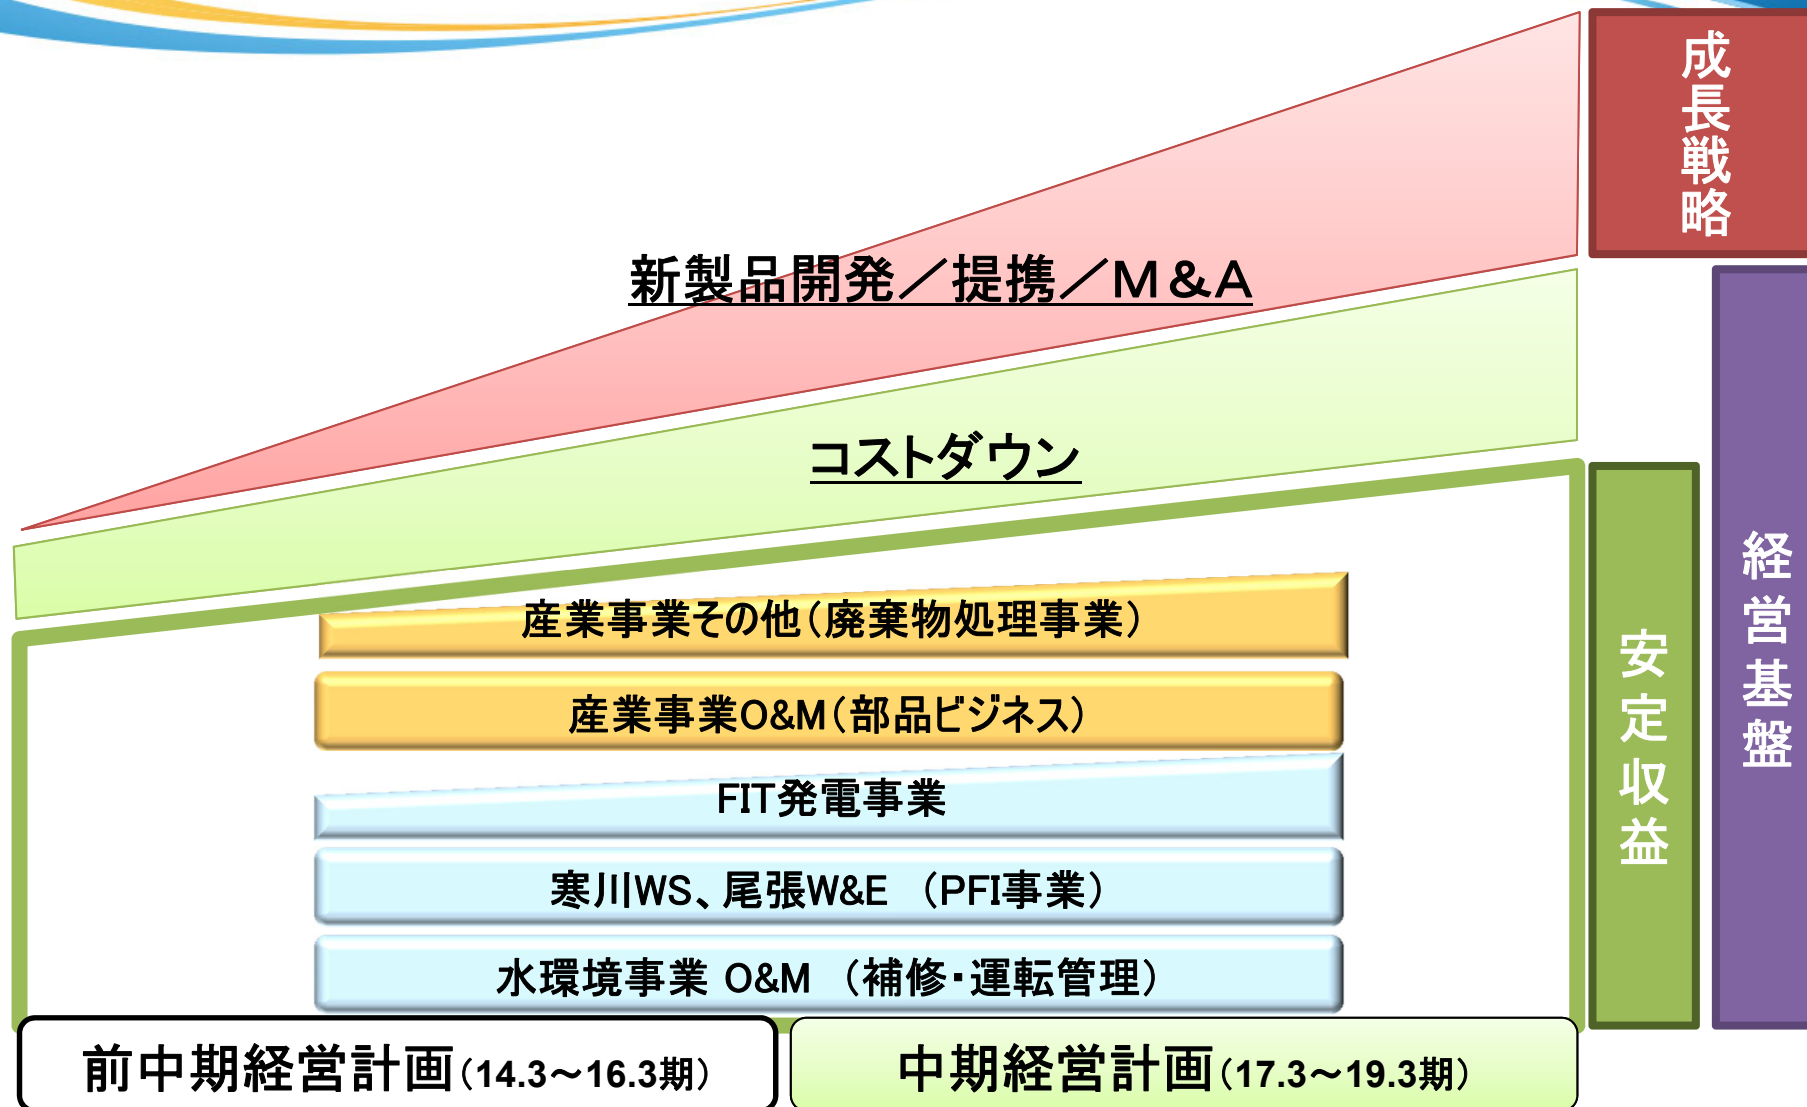 成長戦略
新製品開発／提携／M&A
コストダウン
産業事業その他（廃棄物処理事業）
産業事業O&M（部品ビジネス）
FIT発電事業
寒川WS、尾張W&E （PFI事業）
水環境事業 O&M （補修・運転管理）
安定収益
経営基盤
前中期経営計画（14.3～16.3期）
中期経営計画（17.3～19.3期）